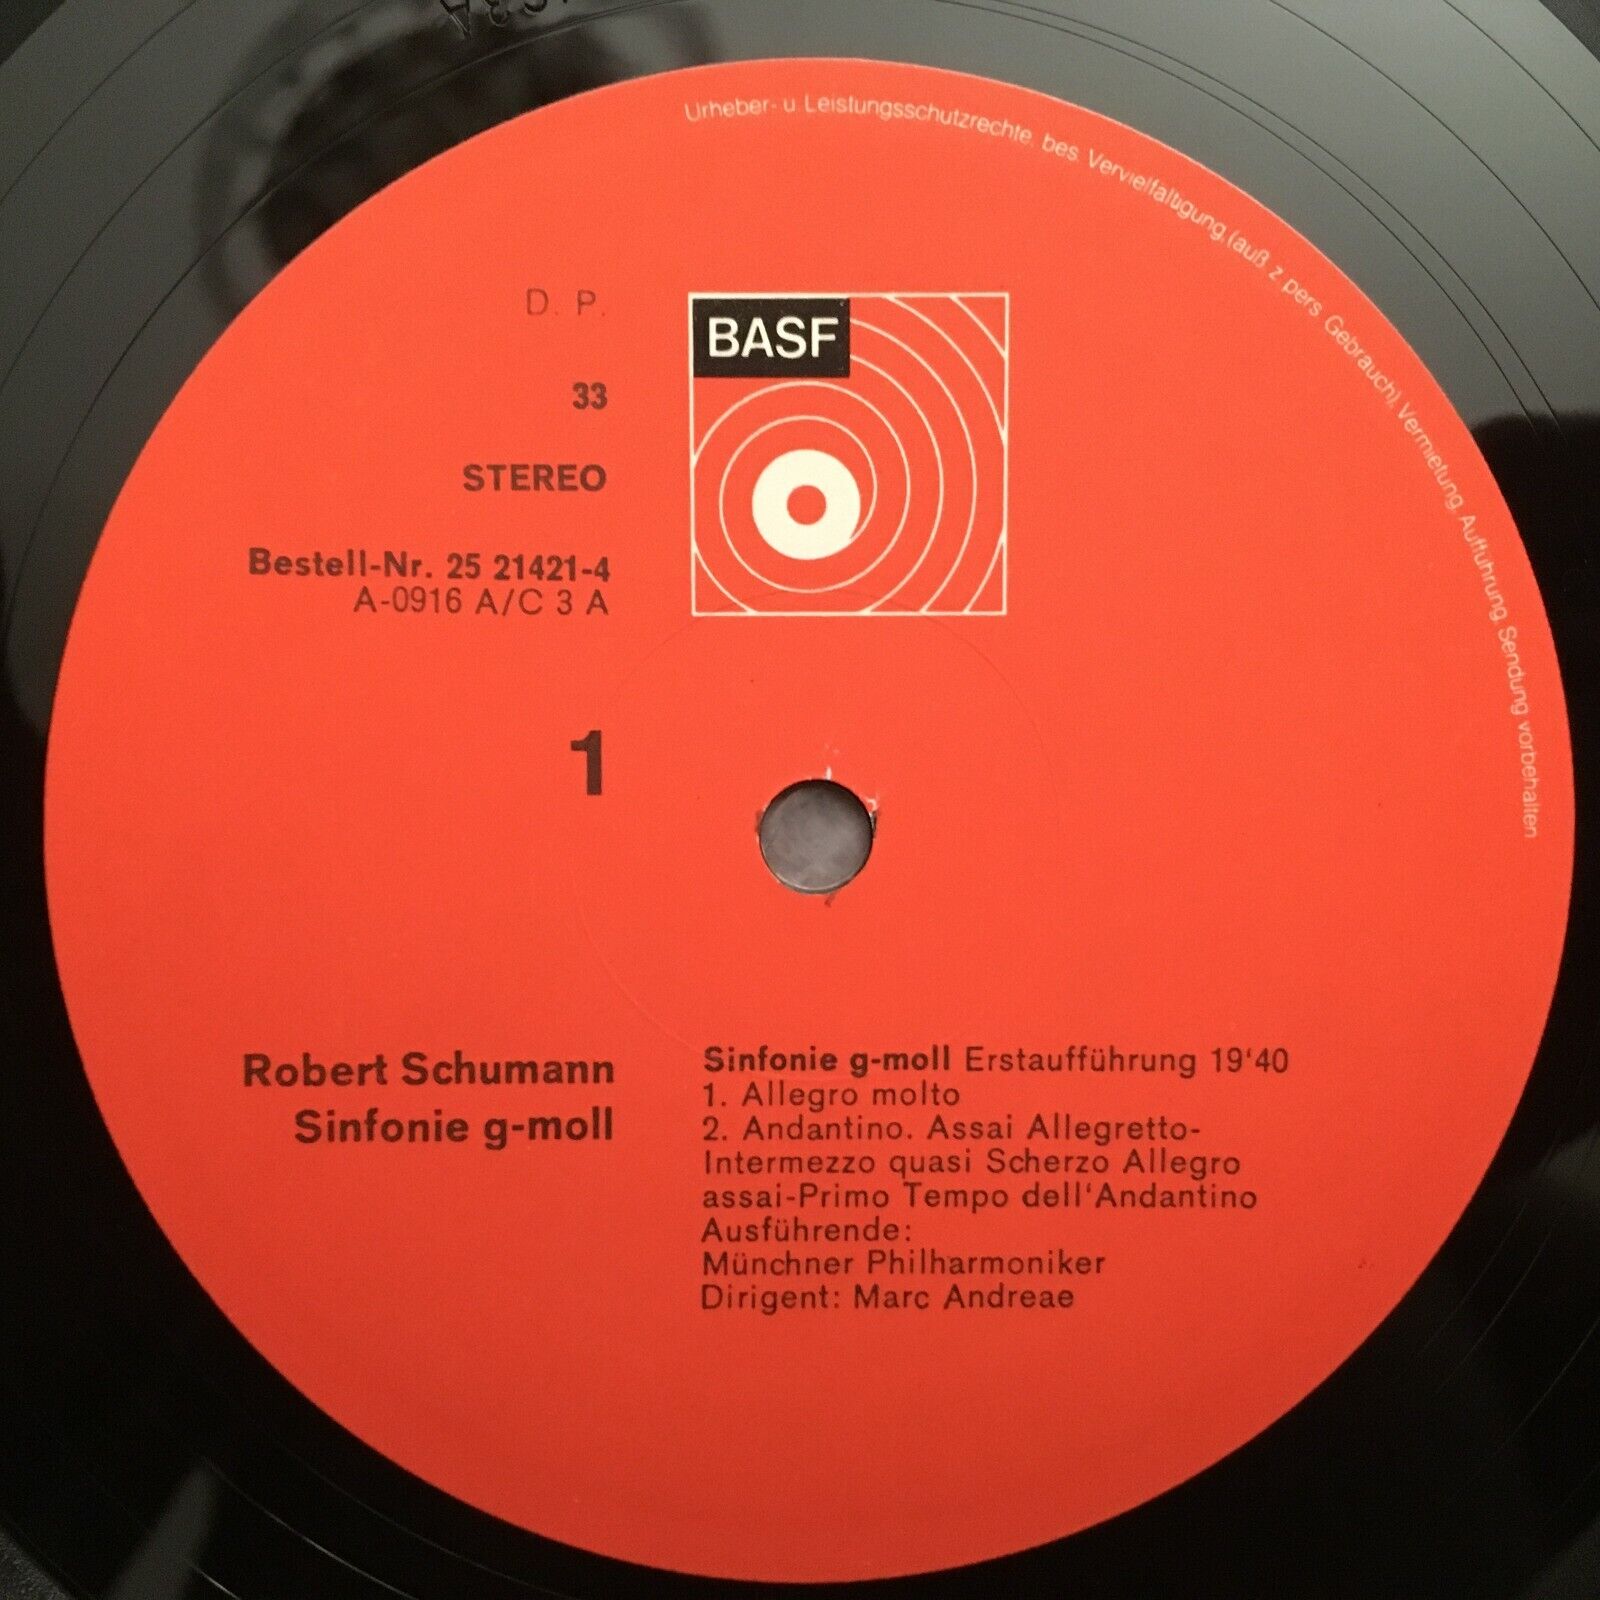 Urheber- u Leistungsschutzrechte, bes. Vervielfältigung, (auß z pers Gebrauch), Vermietung, Aufführung, Sendung vorbehalten
D. P.
BASF
33
STEREO
Bestell-Nr. 25 21421-4
A-0916 A/C 3 A
1
Robert Schumann
Sinfonie g-moll
Sinfonie g-moll Erstaufführung 19'40
1. Allegro molto
2. Andantino. Assai Allegretto-
Intermezzo quasi Scherzo Allegro
assai-Primo Tempo dell'Andantino
Ausführende:
Münchner Philharmoniker
Dirigent: Marc Andreae